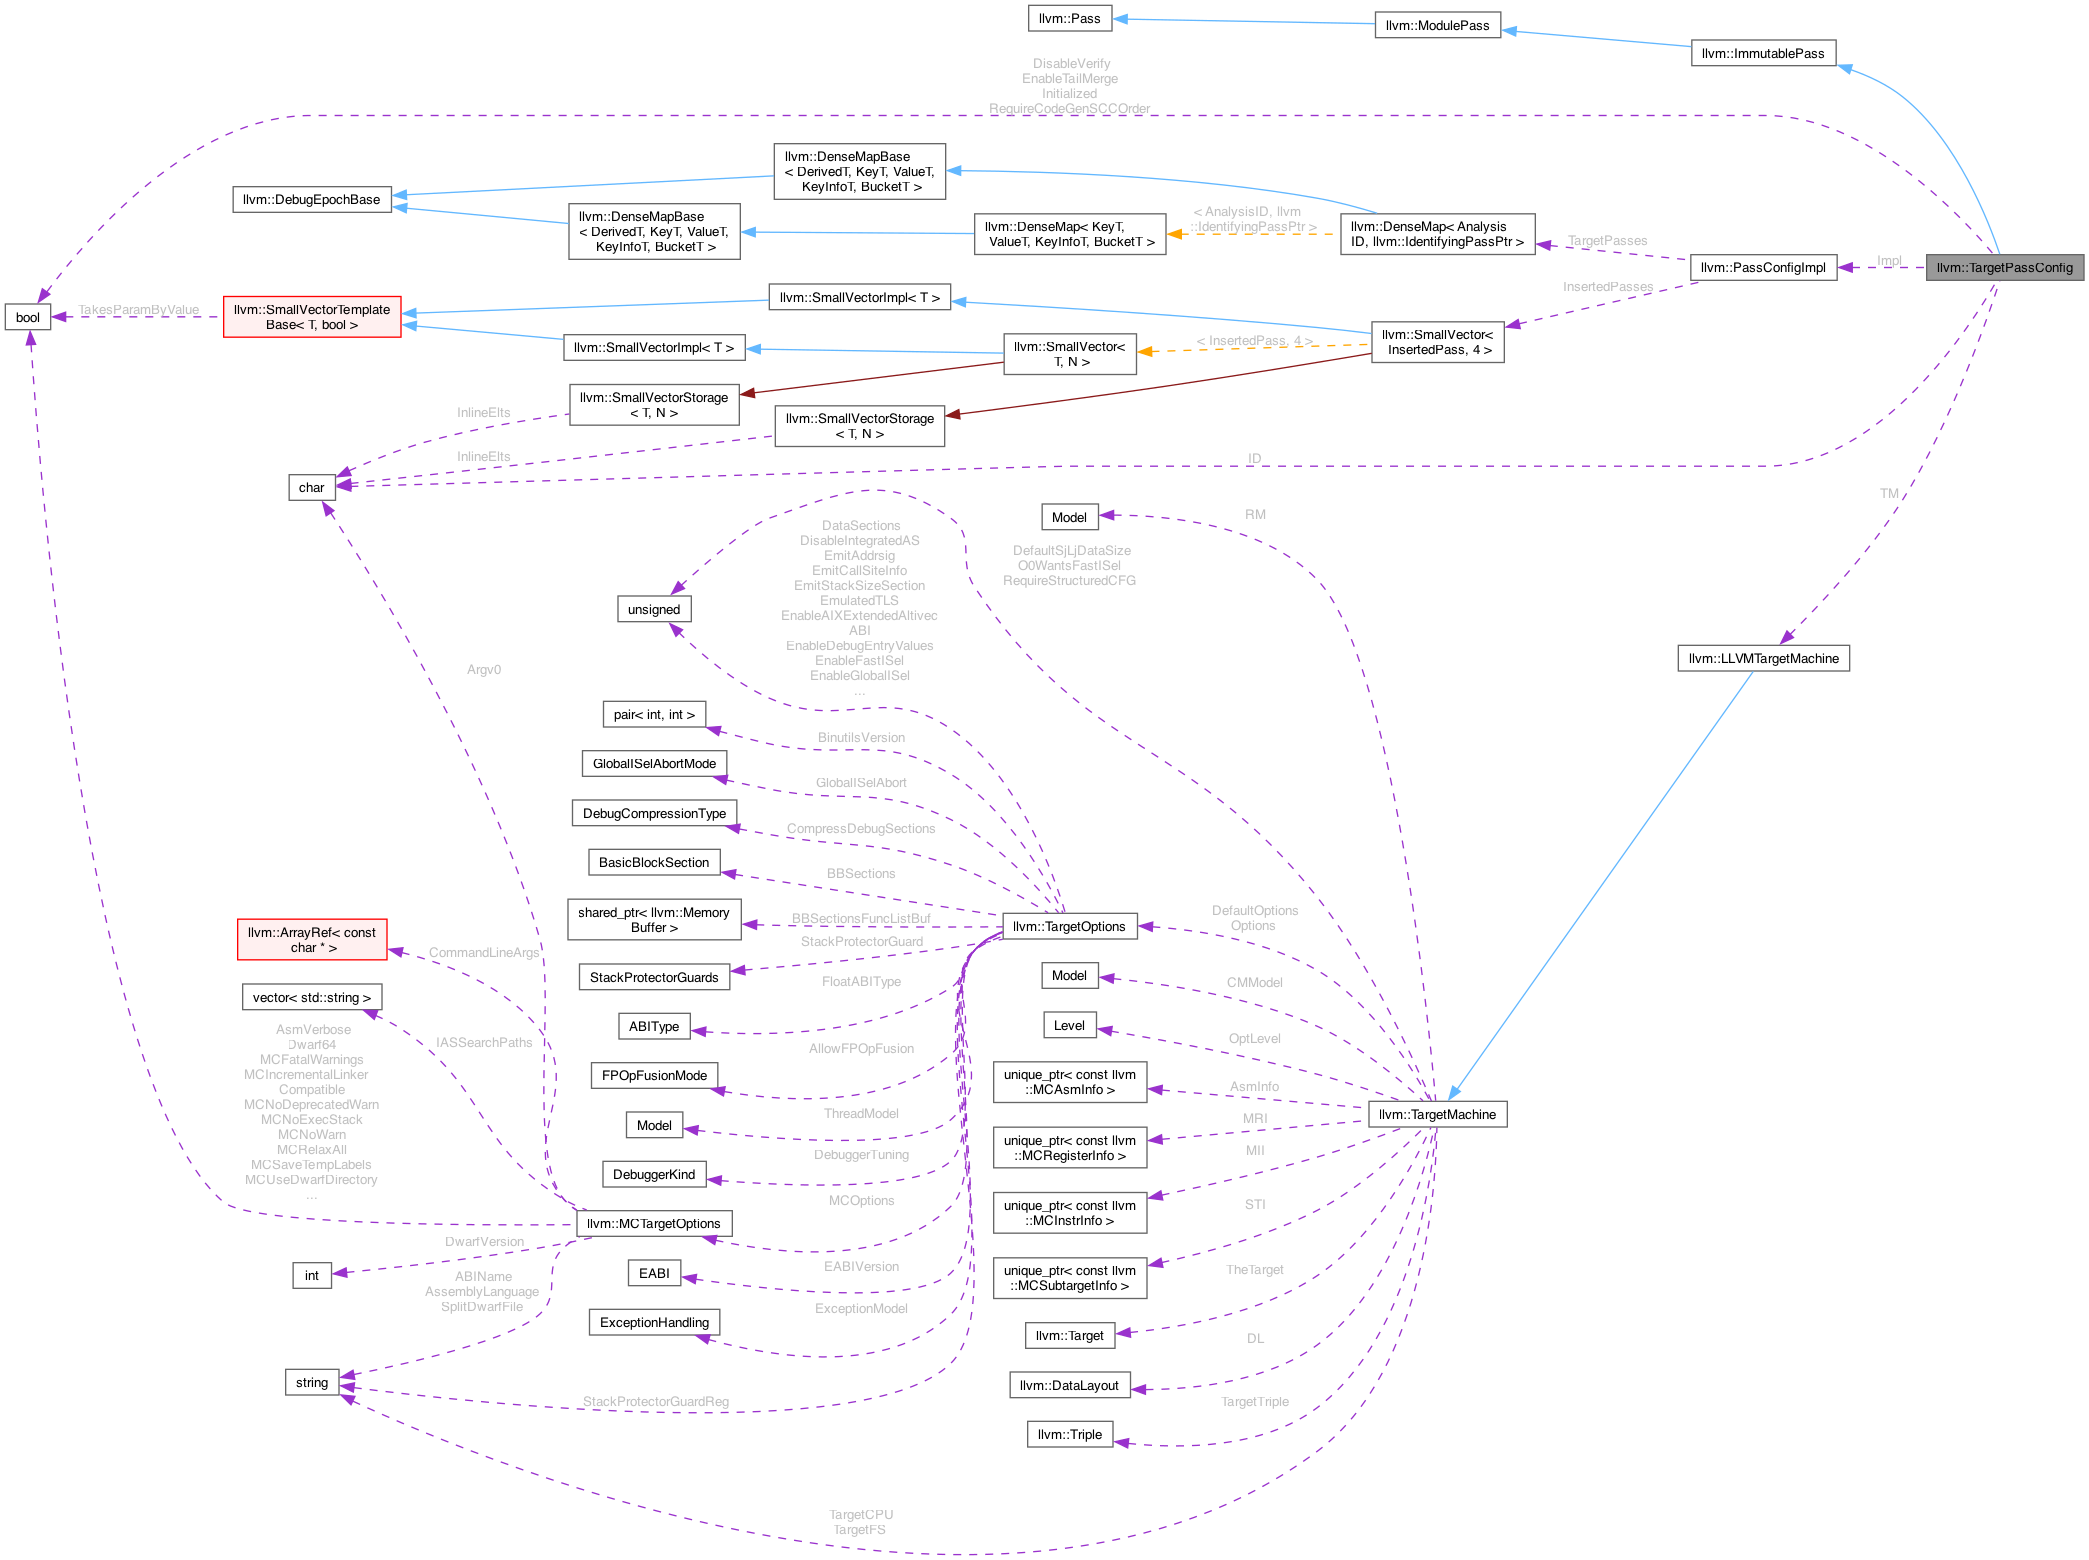 llvm::Pass
llvm::ModulePass
llvm::ImmutablePass
DisableVerify
EnableTailMerge
Initialized
RequireCodeGenSCCOrder
llvm::DenseMapBase
< DerivedT, KeyT, ValueT,
KeyInfoT, BucketT >
llvm::DebugEpochBase
llvm::DenseMapBase
< DerivedT, KeyT, ValueT,
KeyInfoT, BucketT >
llvm::DenseMap< KeyT,
ValueT, KeyInfoT, BucketT >
< AnalysisID, llvm
::IdentifyingPassPtr >
llvm::DenseMap< Analysis
ID, llvm::IdentifyingPassPtr >
TargetPasses
llvm::PassConfigImpl
Impl
llvm::TargetPassConfig
InsertedPasses
bool
TakesParamByValue
llvm::SmallVectorTemplate
Base< T, bool >
llvm::SmallVectorImpl< T >
llvm::SmallVectorImpl< T >
llvm::SmallVector<
T, N >
< InsertedPass, 4 >
llvm::SmallVector<
InsertedPass, 4 >
llvm::SmallVectorStorage
< T, N >
llvm::SmallVectorStorage
< T, N >
InlineElts
InlineElts
ID
char
TM
Model
RM
DefaultSjLjDataSize
O0WantsFastISel
RequireStructuredCFG
DataSections
DisableIntegratedAS
EmitAddrsig
EmitCallSiteInfo
EmitStackSizeSection
EmulatedTLS
EnableAIXExtendedAltivec
ABI
EnableDebugEntryValues
EnableFastISel
EnableGlobalISel
...
unsigned
Argv0
llvm::LLVMTargetMachine
pair< int, int >
BinutilsVersion
GlobalISelAbortMode
GlobalISelAbort
DebugCompressionType
CompressDebugSections
BasicBlockSection
BBSections
shared_ptr< llvm::Memory
Buffer >
BBSectionsFuncListBuf
llvm::TargetOptions
DefaultOptions
Options
llvm::ArrayRef< const
char * >
CommandLineArgs
StackProtectorGuards
StackProtectorGuard
Model
CMModel
vector< std::string >
IASSearchPaths
FloatABIType
ABIType
Level
OptLevel
AsmVerbose
Dwarf64
MCFatalWarnings
MCIncrementalLinker
Compatible
MCNoDeprecatedWarn
MCNoExecStack
MCNoWarn
MCRelaxAll
MCSaveTempLabels
MCUseDwarfDirectory
...
AllowFPOpFusion
FPOpFusionMode
unique_ptr< const llvm
::MCAsmInfo >
AsmInfo
llvm::TargetMachine
Model
ThreadModel
unique_ptr< const llvm
::MCRegisterInfo >
MRI
DebuggerKind
DebuggerTuning
MII
unique_ptr< const llvm
::MCInstrInfo >
llvm::MCTargetOptions
MCOptions
STI
DwarfVersion
int
EABI
EABIVersion
unique_ptr< const llvm
::MCSubtargetInfo >
TheTarget
ABIName
AssemblyLanguage
SplitDwarfFile
ExceptionHandling
ExceptionModel
llvm::Target
DL
string
llvm::DataLayout
StackProtectorGuardReg
TargetTriple
llvm::Triple
TargetCPU
TargetFS